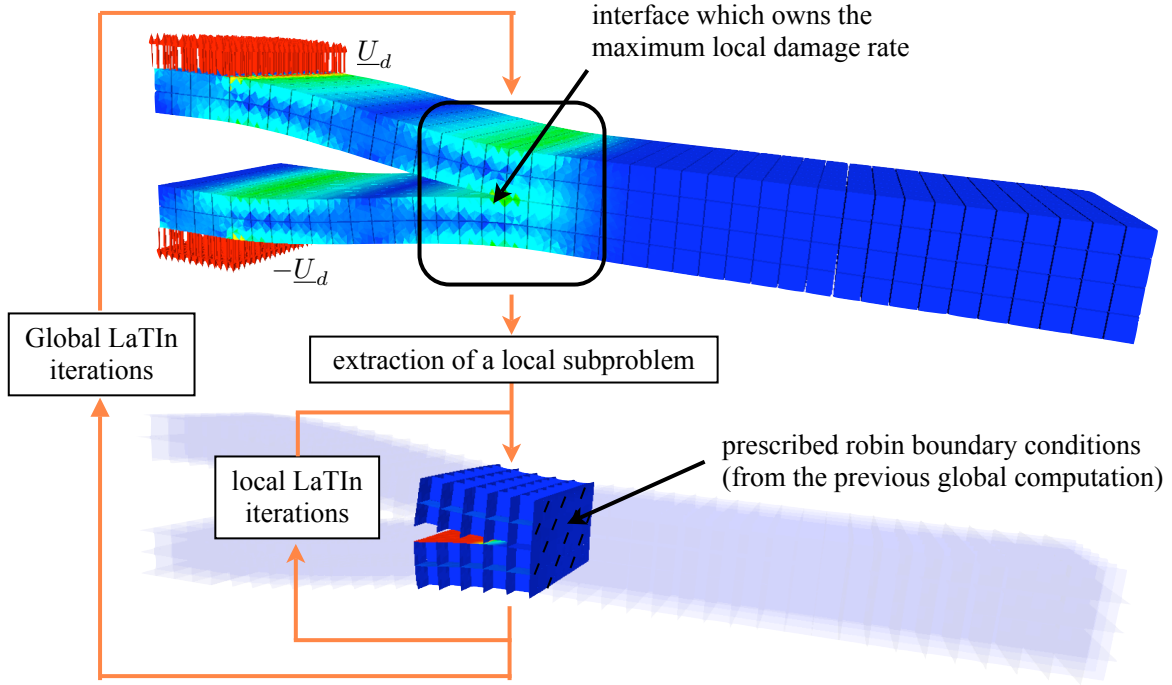 interface which owns the
maximum local damage rate
U_d
-U_d
Global LaTIn
iterations
extraction of a local subproblem
prescribed robin boundary conditions
(from the previous global computation)
local LaTIn
iterations